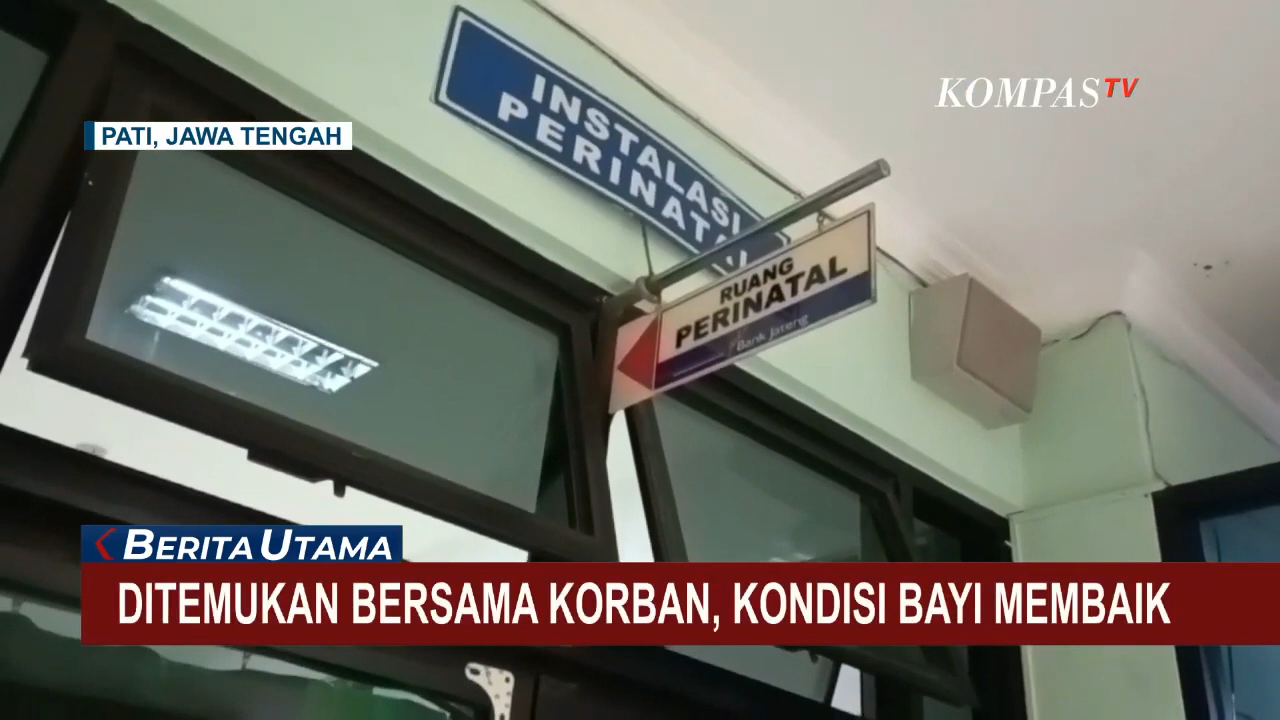 INSTALASI
PERINATAL
KOMPASTV
PATI, JAWA TENGAH
RUANG
PERINATAL
Bank Jateng
BERITA UTAMA
DITEMUKAN BERSAMA KORBAN, KONDISI BAYI MEMBAIK